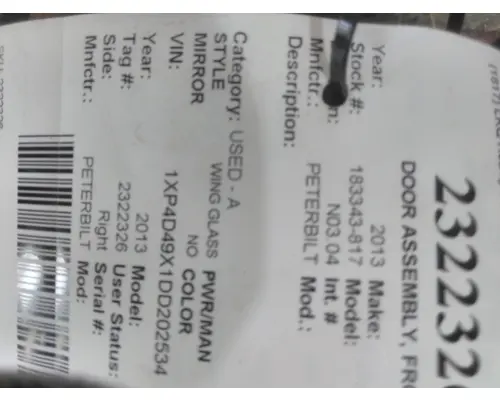 2322326
DOOR ASSEMBLY, FRO
Year: 2013 Make:
Stock #: 183343-817 Model:
N03 04 Int. #
Mnfctr.: PETERBILT Mod.:
Description:
Category: USED - A
STYLE WING GLASS PWR/MAN
MIRROR NO COLOR
VIN: 1XP4D49X1DD202534
Year: 2013 Model:
Tag #: 2322326 User Status:
Side: Right Serial #:
Mnfctr.: PETERBILT Mod: